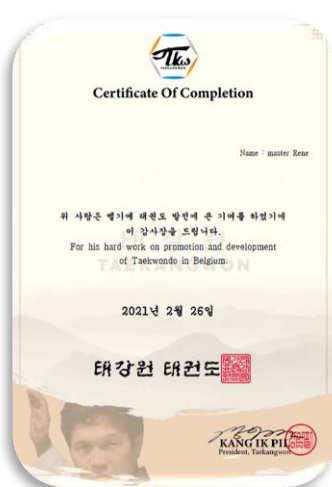 Tkw
Certificate Of Completion
Name : master Rene
위 사람은 벨기에 태권도 발전에 큰 기여를 하였기에
이 감사장을 드립니다.
For his hard work on promotion and development
of Taekwondo in Belgium.
TAEKANGWON
2021년 2월 26일
태강원 태권도
KANG IK PIL
President, Taekangwon